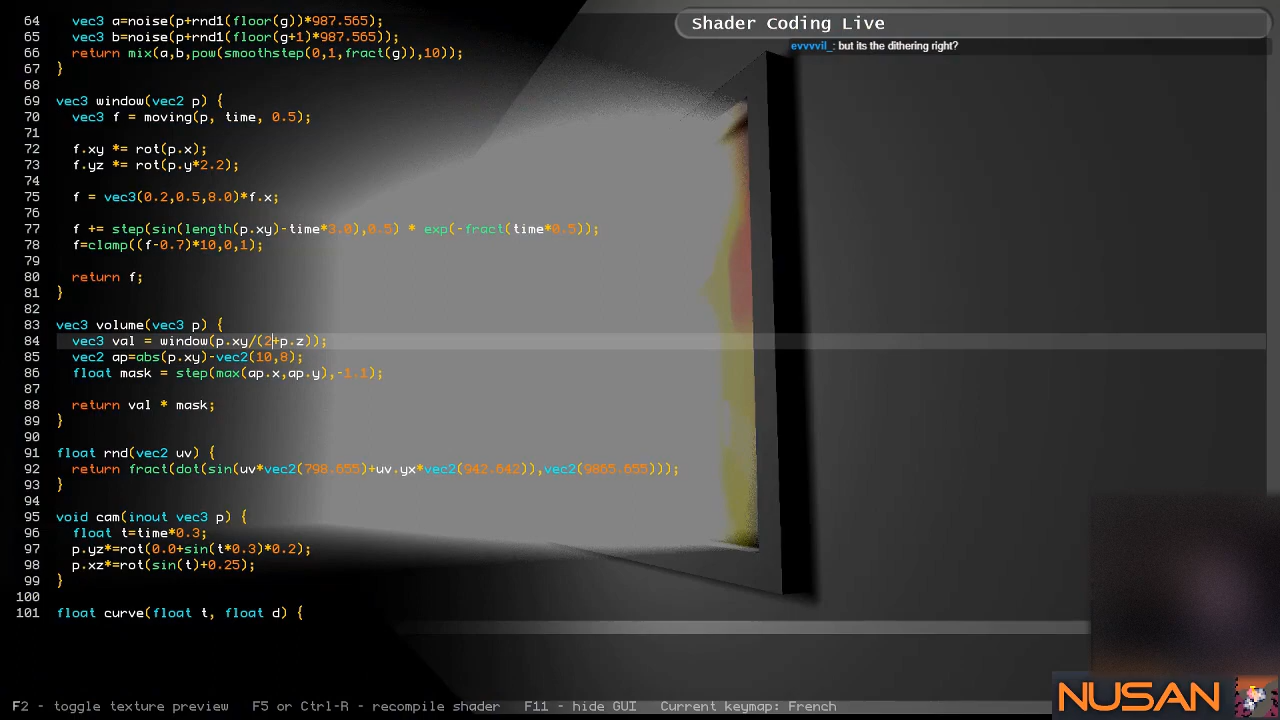 64 vec3 a=noise(p+rnd1(floor(g))*987.565);
65 vec3 b=noise(p+rnd1(floor(g+1)*987.565));
66 return mix(a,b,pow(smoothstep(0,1,fract(g)),10));
67 }
68
69 vec3 window(vec2 p) {
70 vec3 f = moving(p, time, 0.5);
71
72 f.xy *= rot(p.x);
73 f.yz *= rot(p.y*2.2);
74
75 f = vec3(0.2,0.5,8.0)*f.x;
76
77 f += step(sin(length(p.xy)-time*3.0),0.5) * exp(-fract(time*0.5));
78 f=clamp((f-0.7)*10,0,1);
79
80 return f;
81 }
82
83 vec3 volume(vec3 p) {
84 vec3 val = window(p.xy/(2+p.z));
85 vec2 ap=abs(p.xy)-vec2(10,8);
86 float mask = step(max(ap.x,ap.y),-1.1);
87
88 return val * mask;
89 }
90
91 float rnd(vec2 uv) {
92 return fract(dot(sin(uv*vec2(798.655)+uv.yx*vec2(942.642)),vec2(9865.655)));
93 }
94
95 void cam(inout vec3 p) {
96 float t=time*0.3;
97 p.yz*=rot(0.0+sin(t*0.3)*0.2);
98 p.xz*=rot(sin(t)+0.25);
99 }
100
101 float curve(float t, float d) {
Shader Coding Live
evvvvil_: but its the dithering right?
F2 - toggle texture preview F5 or Ctrl-R - recompile shader F11 - hide GUI Current keymap: French
NUSAN